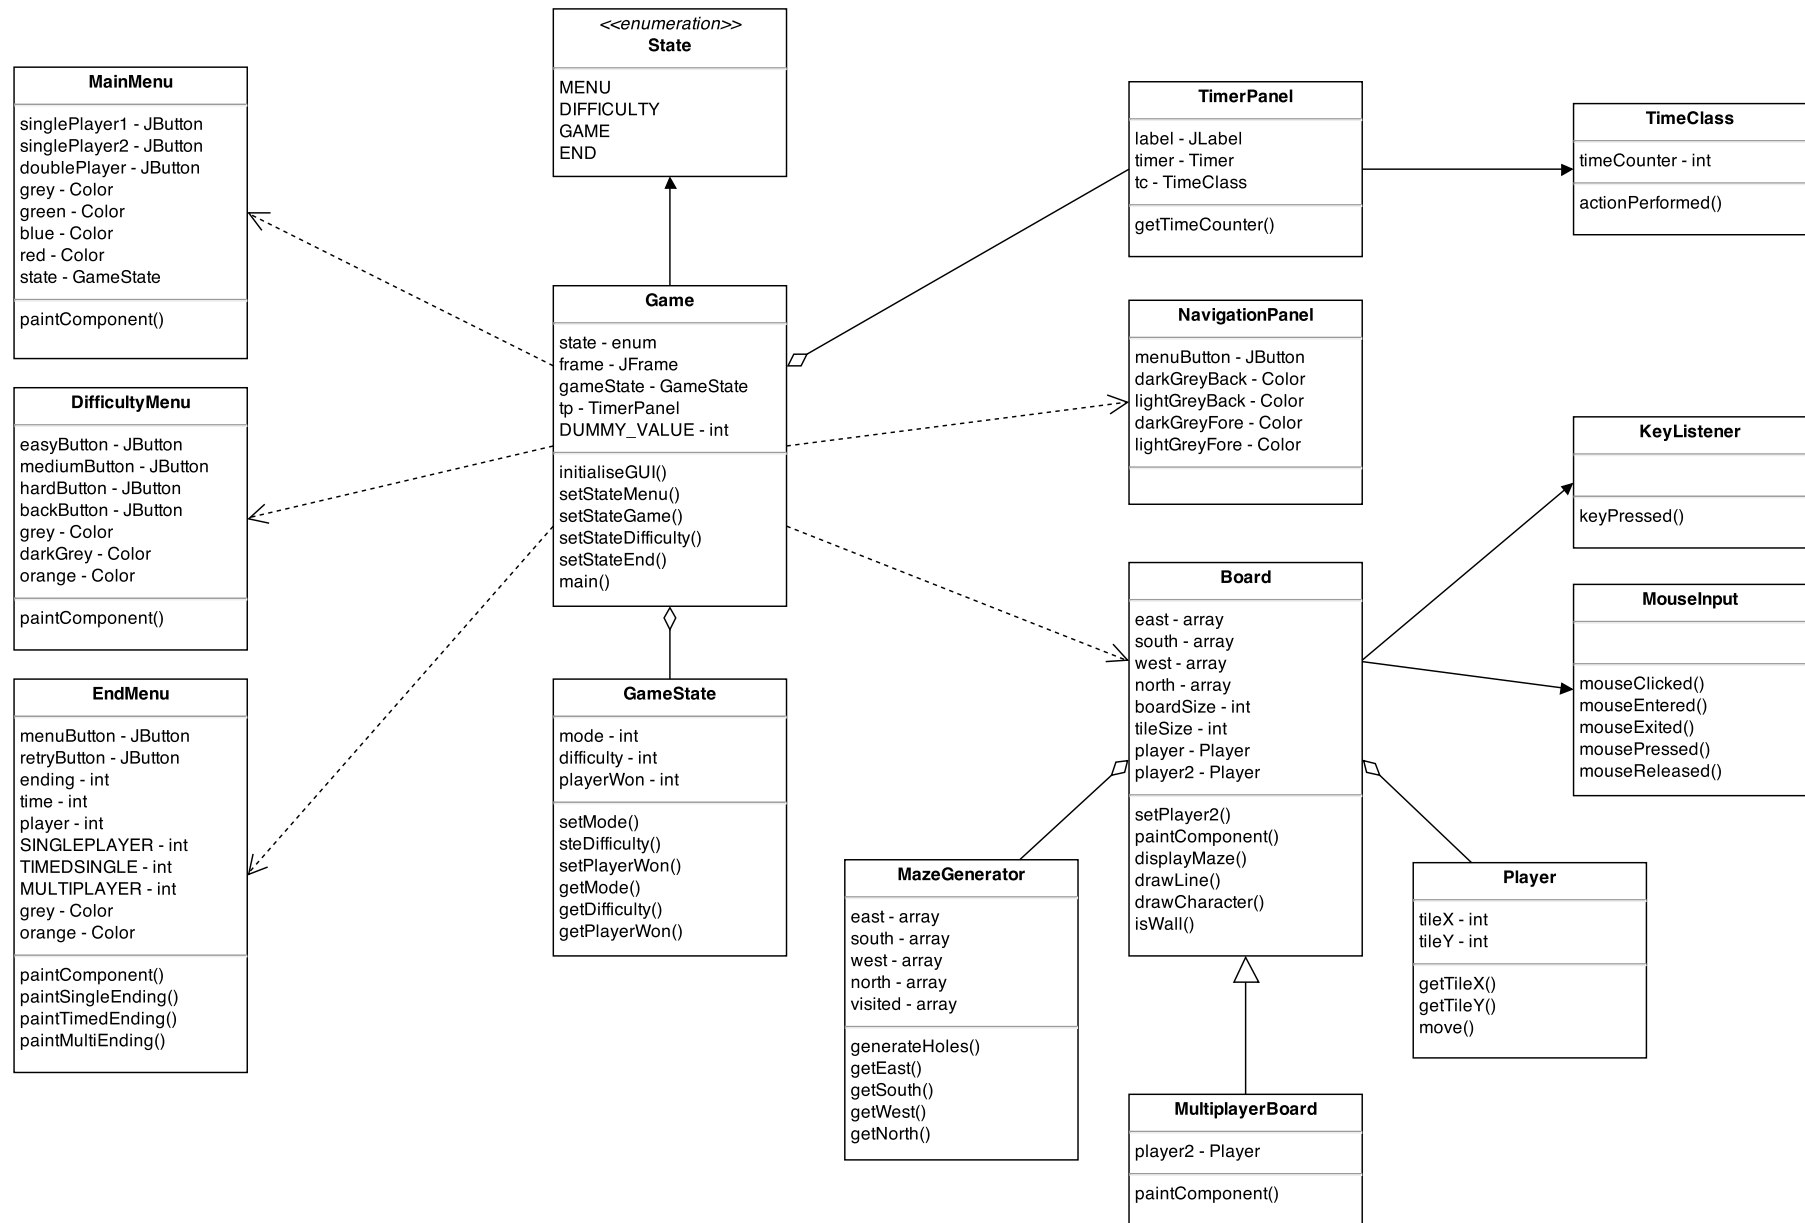 <<enumeration>>
State
MENU
DIFFICULTY
GAME
END
MainMenu
singlePlayer1 - JButton
singlePlayer2 - JButton
doublePlayer - JButton
grey - Color
green - Color
blue - Color
red - Color
state - GameState
paintComponent()
DifficultyMenu
easyButton - JButton
mediumButton - JButton
hardButton - JButton
backButton - JButton
grey - Color
darkGrey - Color
orange - Color
paintComponent()
EndMenu
menuButton - JButton
retryButton - JButton
ending - int
time - int
player - int
SINGLEPLAYER - int
TIMEDSINGLE - int
MULTIPLAYER - int
grey - Color
orange - Color
paintComponent()
paintSingleEnding()
paintTimedEnding()
paintMultiEnding()
Game
state - enum
frame - JFrame
gameState - GameState
tp - TimerPanel
DUMMY_VALUE - int
initialiseGUI()
setStateMenu()
setStateGame()
setStateDifficulty()
setStateEnd()
main()
GameState
mode - int
difficulty - int
playerWon - int
setMode()
steDifficulty()
setPlayerWon()
getMode()
getDifficulty()
getPlayerWon()
TimerPanel
label - JLabel
timer - Timer
tc - TimeClass
getTimeCounter()
TimeClass
timeCounter - int
actionPerformed()
NavigationPanel
menuButton - JButton
darkGreyBack - Color
lightGreyBack - Color
darkGreyFore - Color
lightGreyFore - Color
KeyListener
keyPressed()
MouseInput
mouseClicked()
mouseEntered()
mouseExited()
mousePressed()
mouseReleased()
Board
east - array
south - array
west - array
north - array
boardSize - int
tileSize - int
player - Player
player2 - Player
setPlayer2()
paintComponent()
displayMaze()
drawLine()
drawCharacter()
isWall()
MazeGenerator
east - array
south - array
west - array
north - array
visited - array
generateHoles()
getEast()
getSouth()
getWest()
getNorth()
Player
tileX - int
tileY - int
getTileX()
getTileY()
move()
MultiplayerBoard
player2 - Player
paintComponent()